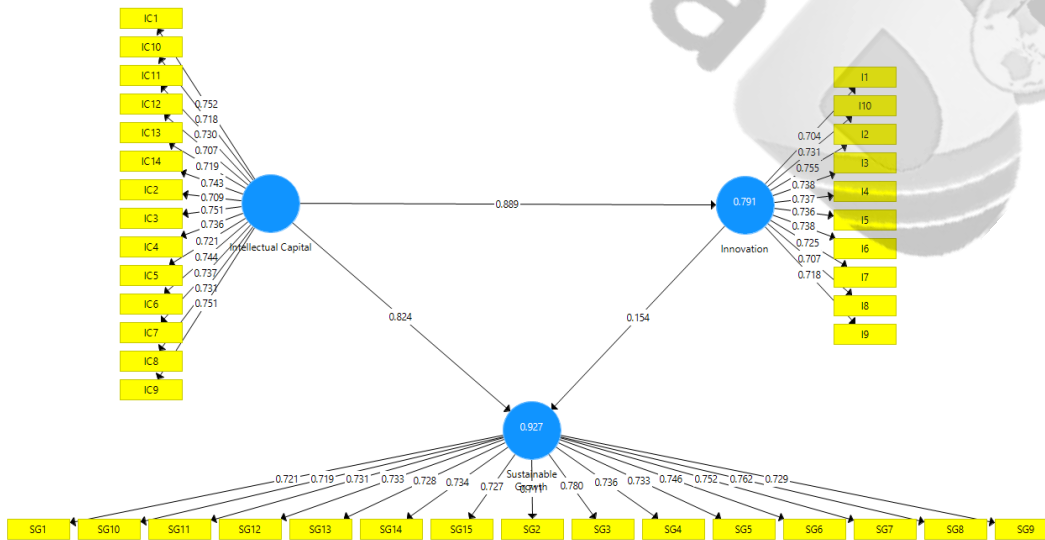 IC1
IC10
IC11
IC12
IC13
IC14
IC2
IC3
IC4
IC5
IC6
IC7
IC8
IC9
0.752
0.718
0.730
0.707
0.719
0.743
0.709
0.751
0.736
0.721
0.744
0.737
0.731
0.751
Intellectual Capital
0.889
0.824
0.154
0.791
Innovation
0.704
0.731
0.755
0.738
0.737
0.736
0.738
0.725
0.707
0.718
I1
I10
I2
I3
I4
I5
I6
I7
I8
I9
0.927
Sustainable
Growth
0.721 0.719 0.731 0.733 0.728 0.734 0.727 0.711 0.780 0.736 0.733 0.746 0.752 0.762 0.729
SG1 SG10 SG11 SG12 SG13 SG14 SG15 SG2 SG3 SG4 SG5 SG6 SG7 SG8 SG9